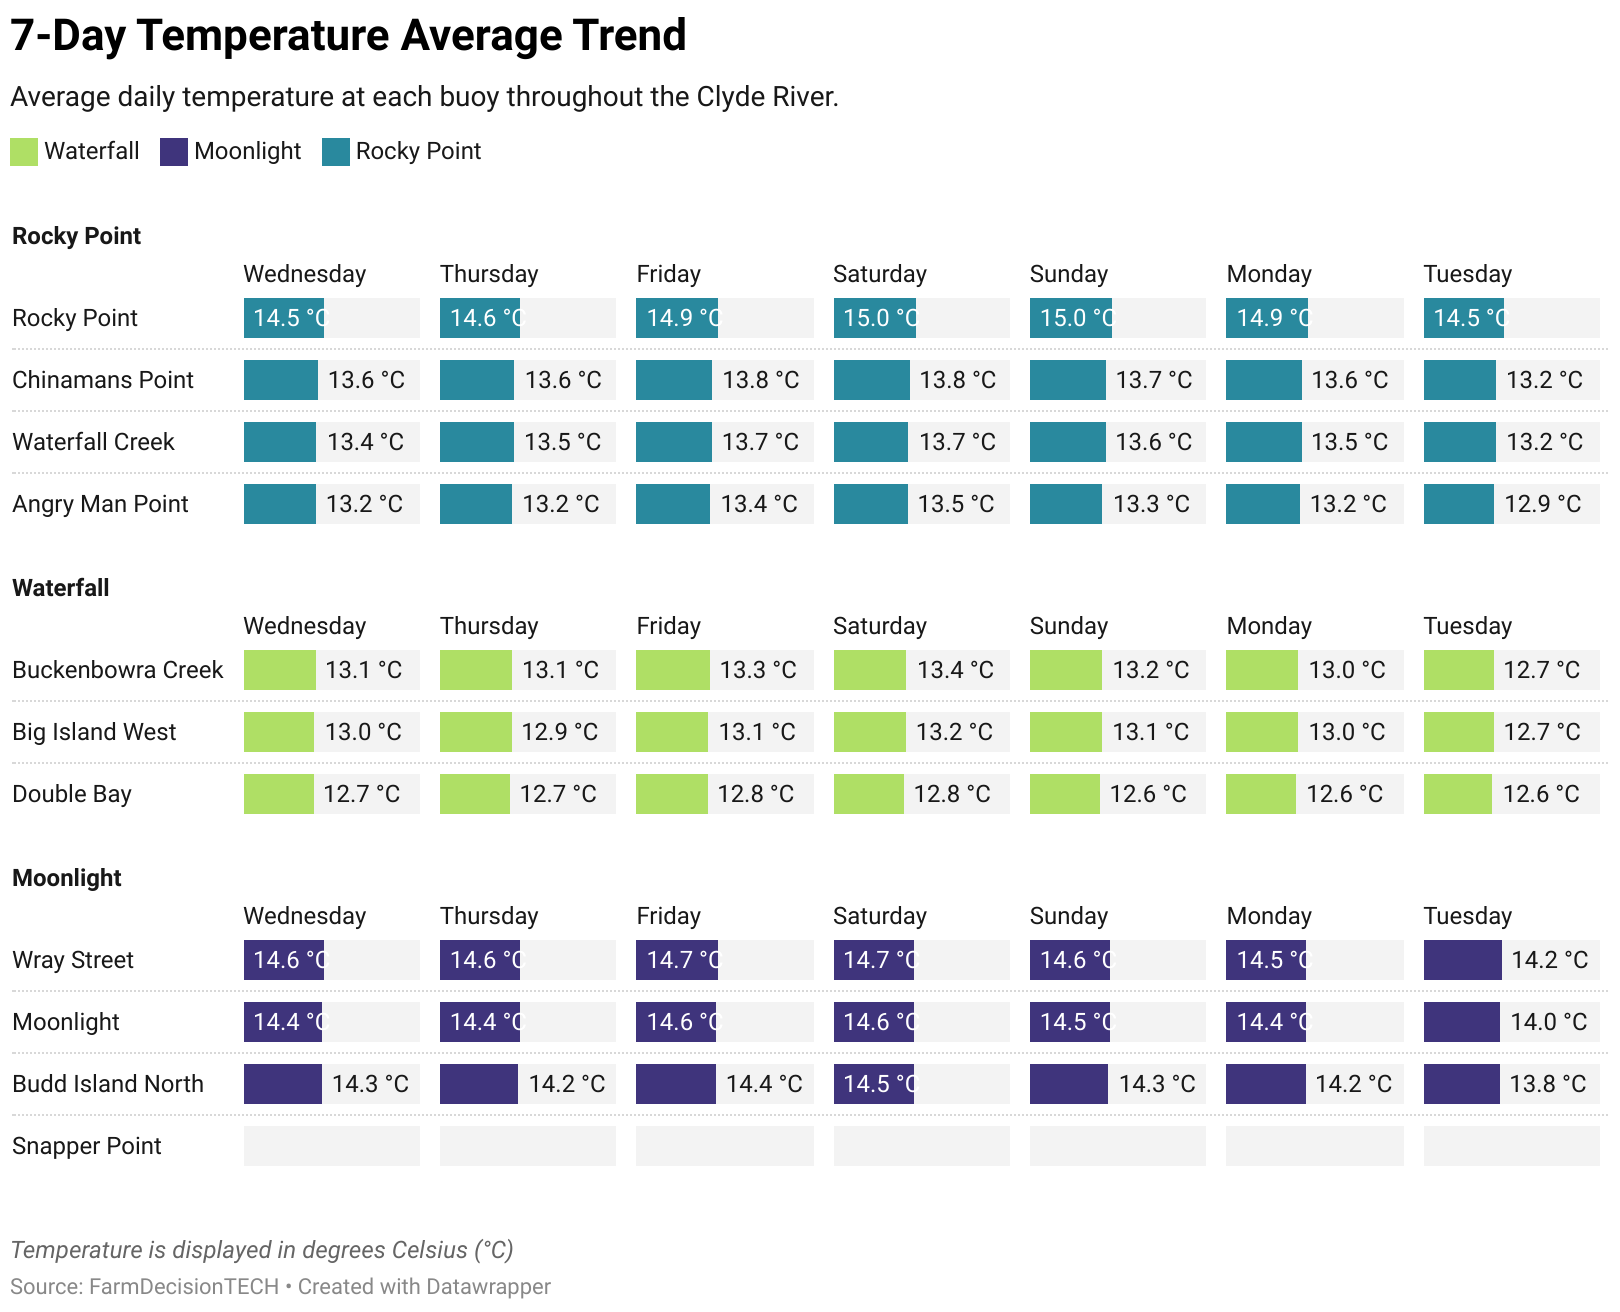 7-Day Temperature Average Trend
Average daily temperature at each buoy throughout the Clyde River.
Waterfall Moonlight Rocky Point
Rocky Point
Wednesday Thursday Friday Saturday Sunday Monday Tuesday
Rocky Point 14.5 °C 14.6 °C 14.9 °C 15.0 °C 15.0 °C 14.9 °C 14.5 °C
Chinamans Point 13.6 °C 13.6 °C 13.8 °C 13.8 °C 13.7 °C 13.6 °C 13.2 °C
Waterfall Creek 13.4 °C 13.5 °C 13.7 °C 13.7 °C 13.6 °C 13.5 °C 13.2 °C
Angry Man Point 13.2 °C 13.2 °C 13.4 °C 13.5 °C 13.3 °C 13.2 °C 12.9 °C
Waterfall
Wednesday Thursday Friday Saturday Sunday Monday Tuesday
Buckenbowra Creek 13.1 °C 13.1 °C 13.3 °C 13.4 °C 13.2 °C 13.0 °C 12.7 °C
Big Island West 13.0 °C 12.9 °C 13.1 °C 13.2 °C 13.1 °C 13.0 °C 12.7 °C
Double Bay 12.7 °C 12.7 °C 12.8 °C 12.8 °C 12.6 °C 12.6 °C 12.6 °C
Moonlight
Wednesday Thursday Friday Saturday Sunday Monday Tuesday
Wray Street 14.6 °C 14.6 °C 14.7 °C 14.7 °C 14.6 °C 14.5 °C 14.2 °C
Moonlight 14.4 °C 14.4 °C 14.6 °C 14.6 °C 14.5 °C 14.4 °C 14.0 °C
Budd Island North 14.3 °C 14.2 °C 14.4 °C 14.5 °C 14.3 °C 14.2 °C 13.8 °C
Snapper Point
Temperature is displayed in degrees Celsius (°C)
Source: FarmDecisionTECH • Created with Datawrapper